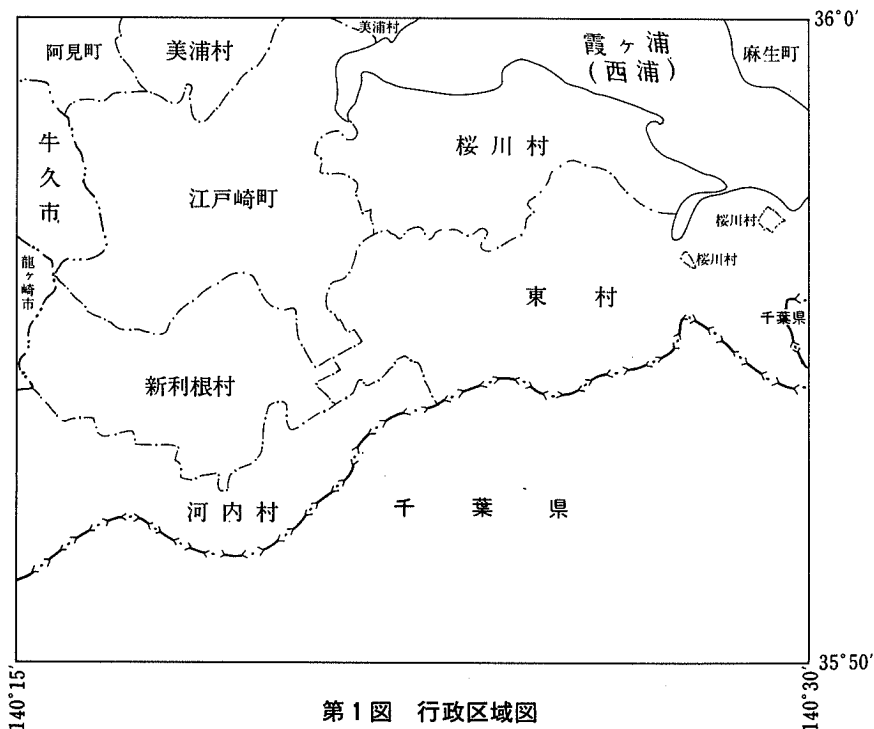 36°0′
阿見町
美浦村
美浦村
霞ヶ浦
(西浦)
麻生町
牛久市
桜川村
江戸崎町
桜川村
桜川村
龍ヶ崎市
東村
千葉県
新利根村
河内村
千葉県
35°50′
140°15′
140°30′
第1図 行政区域図